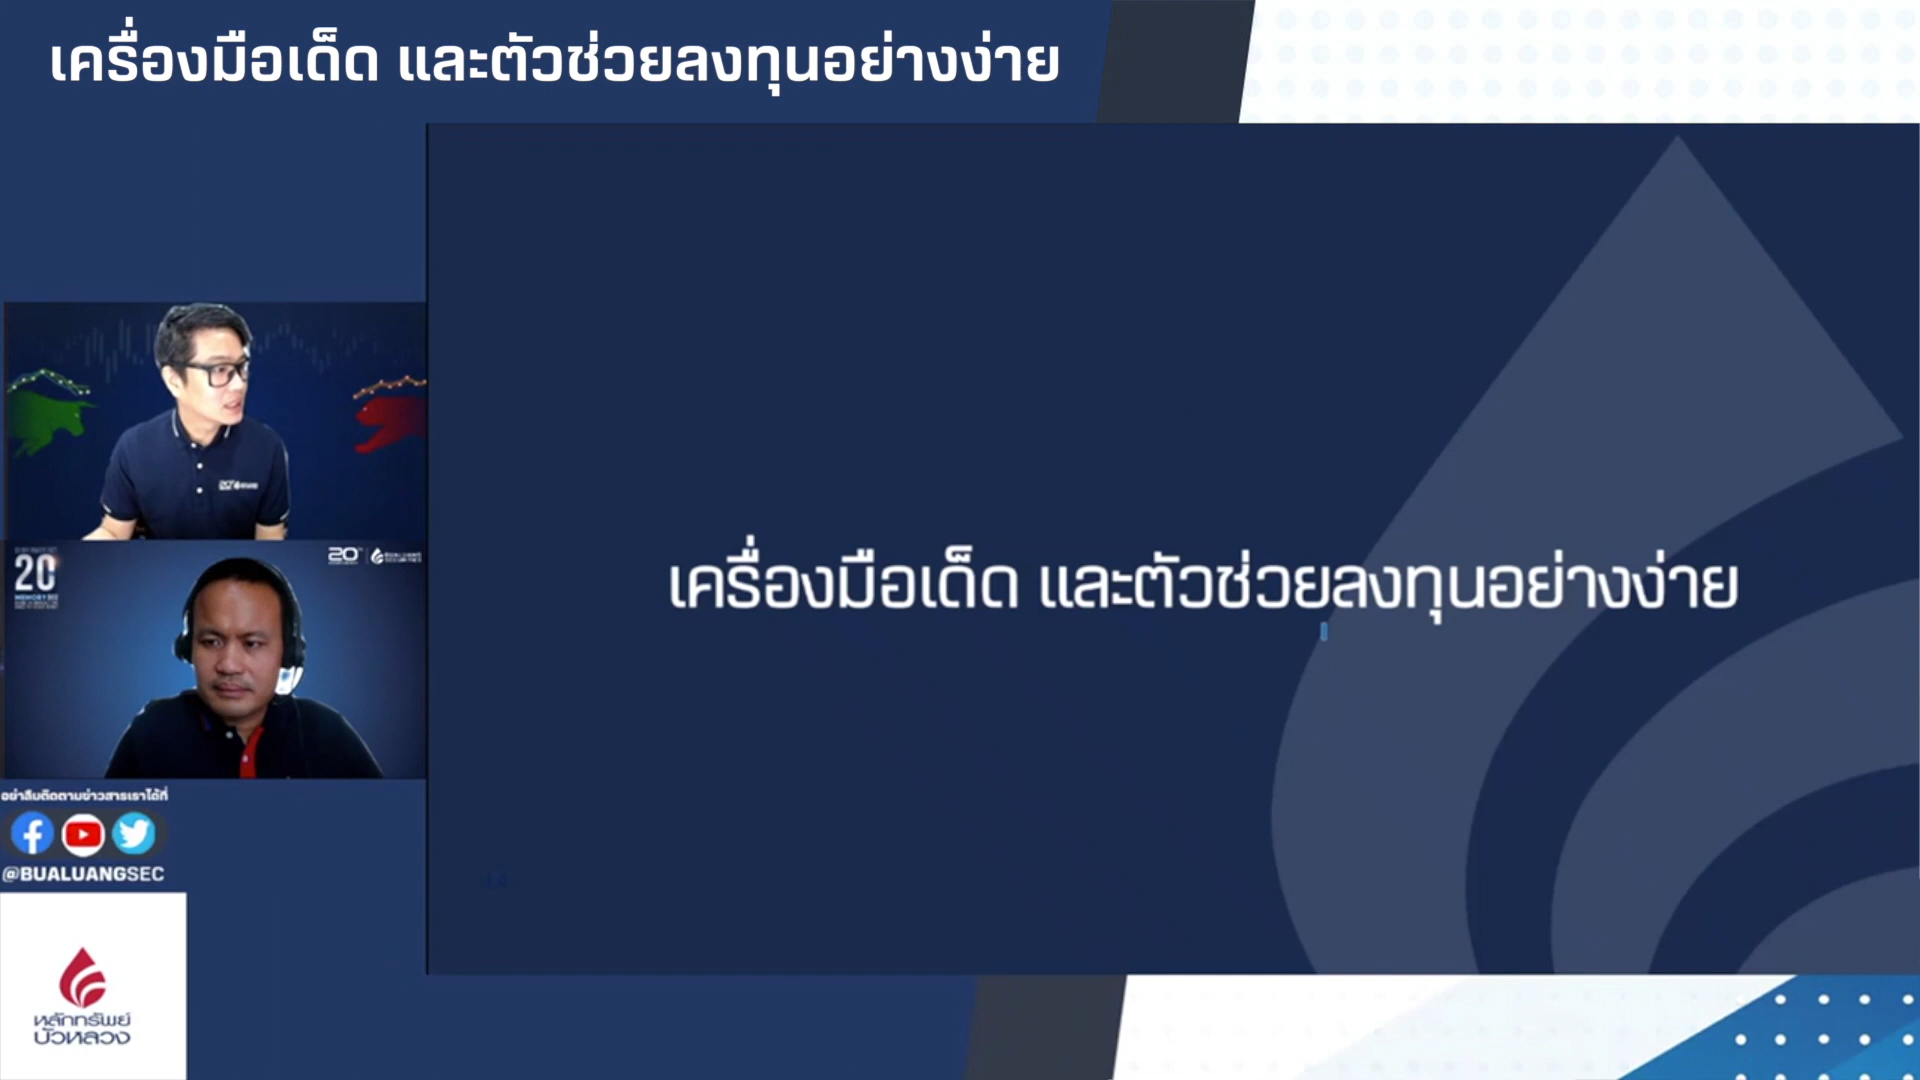 เครื่องมือเด็ด และตัวช่วยลงทุนอย่างง่าย
เครื่องมือเด็ด และตัวช่วยลงทุนอย่างง่าย
20
20
อย่าลืมติดตามข่าวสารเราได้ที่
@BUALUANGSEC
หลักทรัพย์
บัวหลวง